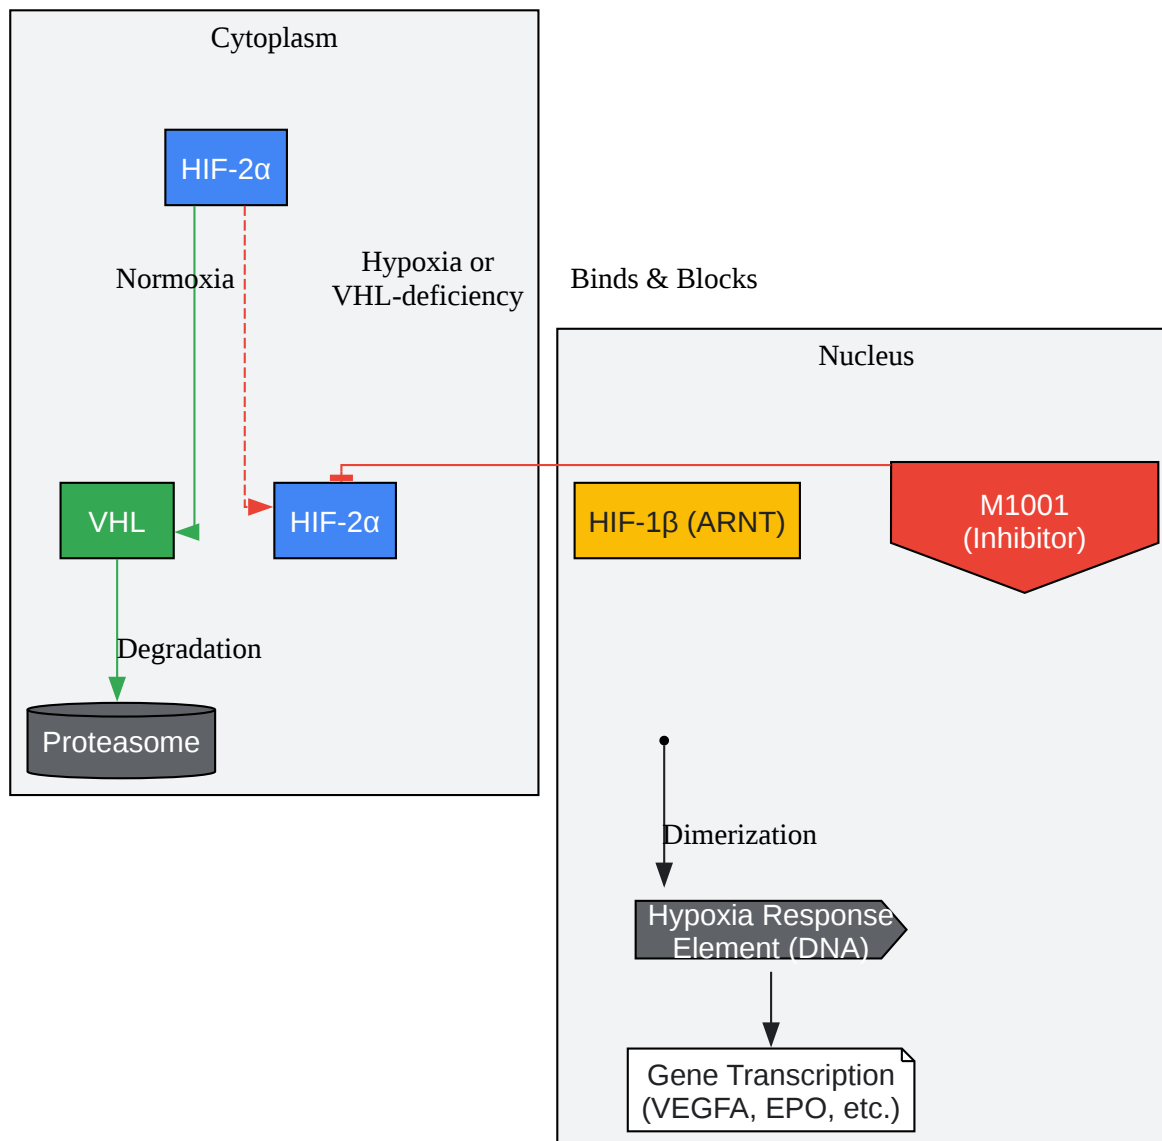 Cytoplasm
HIF-2α
Normoxia
Hypoxia or
VHL-deficiency
Binds & Blocks
Nucleus
VHL
HIF-2α
HIF-1β (ARNT)
M1001
(Inhibitor)
Degradation
Proteasome
Dimerization
Hypoxia Response
Element (DNA)
Gene Transcription
(VEGFA, EPO, etc.)